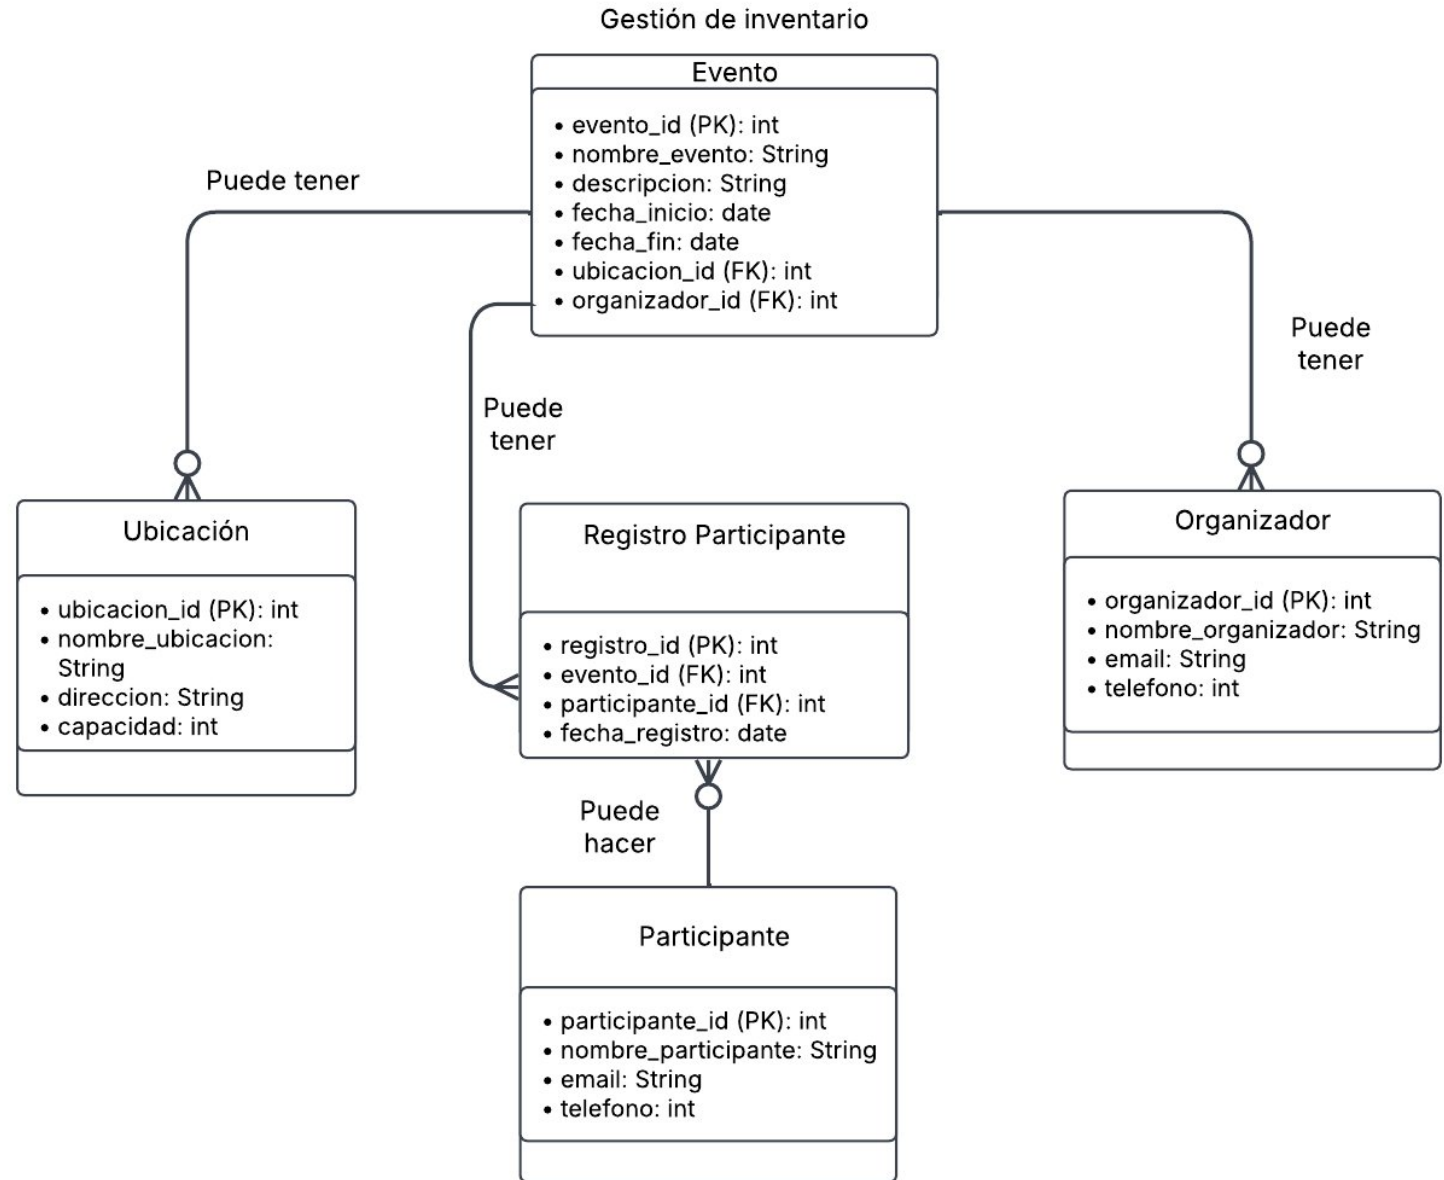 Gestión de inventario
Evento
• evento_id (PK): int
• nombre_evento: String
• descripcion: String
• fecha_inicio: date
• fecha_fin: date
• ubicacion_id (FK): int
• organizador_id (FK): int
Puede tener
Puede
tener
Puede
tener
Ubicación
• ubicacion_id (PK): int
• nombre_ubicacion:
String
• direccion: String
• capacidad: int
Registro Participante
• registro_id (PK): int
• evento_id (FK): int
• participante_id (FK): int
• fecha_registro: date
Organizador
• organizador_id (PK): int
• nombre_organizador: String
• email: String
• telefono: int
Puede
hacer
Participante
• participante_id (PK): int
• nombre_participante: String
• email: String
• telefono: int